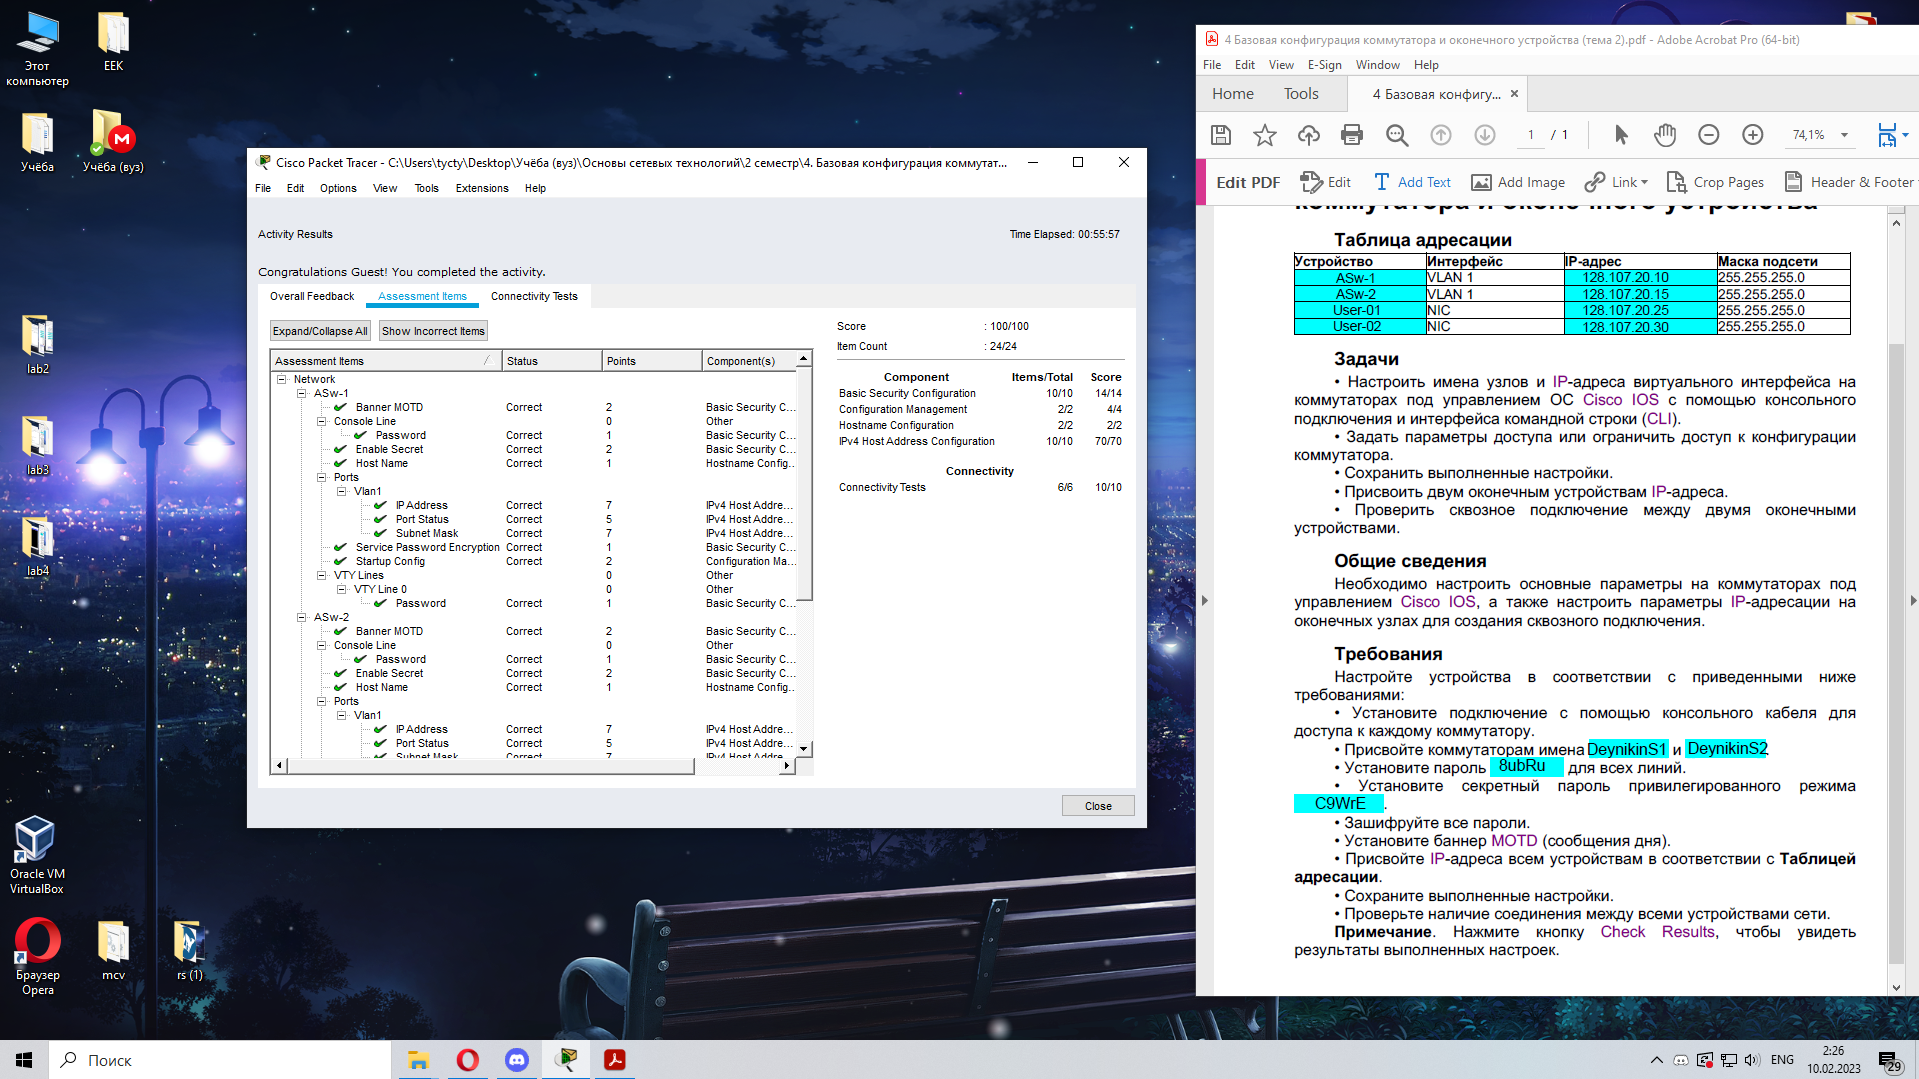 Этот компьютер
EEK
Учёба
Учёба (вуз)
lab2
lab3
lab4
Oracle VM VirtualBox
Браузер Opera
mcv
rs (1)
Cisco Packet Tracer - C:\Users\tycty\Desktop\Учёба (вуз)\Основы сетевых технологий\2 семестр\4. Базовая конфигурация коммутат...
File Edit Options View Tools Extensions Help
Activity Results
Time Elapsed: 00:55:57
Congratulations Guest! You completed the activity.
Overall Feedback Assessment Items Connectivity Tests
Expand/Collapse All Show Incorrect Items
Assessment Items Status Points Component(s)
Network
ASw-1
Banner MOTD Correct 2 Basic Security C...
Console Line 0 Other
Password Correct 1 Basic Security C...
Enable Secret Correct 2 Basic Security C...
Host Name Correct 1 Hostname Config...
Ports 0 Other
Vlan1 0 Other
IP Address Correct 7 IPv4 Host Addre...
Port Status Correct 5 IPv4 Host Addre...
Subnet Mask Correct 7 IPv4 Host Addre...
Service Password Encryption Correct 1 Basic Security C...
Startup Config Correct 2 Configuration Ma...
VTY Lines 0 Other
VTY Line 0 0 Other
Password Correct 1 Basic Security C...
ASw-2
Banner MOTD Correct 2 Basic Security C...
Console Line 0 Other
Password Correct 1 Basic Security C...
Enable Secret Correct 2 Basic Security C...
Host Name Correct 1 Hostname Config...
Ports 0 Other
Vlan1 0 Other
IP Address Correct 7 IPv4 Host Addre...
Port Status Correct 5 IPv4 Host Addre...
Subnet Mask Correct 7 IPv4 Host Addre...
Score : 100/100
Item Count : 24/24
Component Items/Total Score
Basic Security Configuration 10/10 14/14
Configuration Management 2/2 4/4
Hostname Configuration 2/2 2/2
IPv4 Host Address Configuration 10/10 70/70
Connectivity
Connectivity Tests 6/6 10/10
Close
4 Базовая конфигурация коммутатора и оконечного устройства (тема 2).pdf - Adobe Acrobat Pro (64-bit)
File Edit View E-Sign Window Help
Home Tools 4 Базовая конфигу... ×
1 / 1 74,1%
Edit PDF Edit Add Text Add Image Link Crop Pages Header & Footer
коммутатора и оконечного устройства
Таблица адресации
Устройство Интерфейс IP-адрес Маска подсети
ASw-1 VLAN 1 128.107.20.10 255.255.255.0
ASw-2 VLAN 1 128.107.20.15 255.255.255.0
User-01 NIC 128.107.20.25 255.255.255.0
User-02 NIC 128.107.20.30 255.255.255.0
Задачи
• Настроить имена узлов и IP-адреса виртуального интерфейса на
коммутаторах под управлением ОС Cisco IOS с помощью консольного
подключения и интерфейса командной строки (CLI).
• Задать параметры доступа или ограничить доступ к конфигурации
коммутатора.
• Сохранить выполненные настройки.
• Присвоить двум оконечным устройствам IP-адреса.
• Проверить сквозное подключение между двумя оконечными
устройствами.
Общие сведения
Необходимо настроить основные параметры на коммутаторах под
управлением Cisco IOS, а также настроить параметры IP-адресации на
оконечных узлах для создания сквозного подключения.
Требования
Настройте устройства в соответствии с приведенными ниже
требованиями:
• Установите подключение с помощью консольного кабеля для
доступа к каждому коммутатору.
• Присвойте коммутаторам имена DeynikinS1 и DeynikinS2.
• Установите пароль 8ubRu для всех линий.
• Установите секретный пароль привилегированного режима
C9WrE .
• Зашифруйте все пароли.
• Установите баннер MOTD (сообщения дня).
• Присвойте IP-адреса всем устройствам в соответствии с Таблицей
адресации.
• Сохраните выполненные настройки.
• Проверьте наличие соединения между всеми устройствами сети.
Примечание. Нажмите кнопку Check Results, чтобы увидеть
результаты выполненных настроек.
Поиск
ENG
2:26
10.02.2023
29